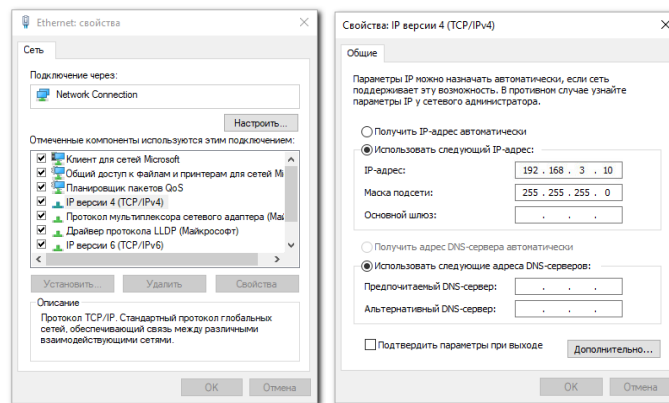 Ethernet: свойства
Сеть
Подключение через:
Network Connection
Настроить...
Отмеченные компоненты используются этим подключением:
Клиент для сетей Microsoft
Общий доступ к файлам и принтерам для сетей Mi
Планировщик пакетов QoS
IP версии 4 (TCP/IPv4)
Протокол мультиплексора сетевого адаптера (Май
Драйвер протокола LLDP (Майкрософт)
IP версии 6 (TCP/IPv6)
Установить...
Удалить
Свойства
Описание
Протокол TCP/IP. Стандартный протокол глобальных
сетей, обеспечивающий связь между различными
взаимодействующими сетями.
OK
Отмена
Свойства: IP версии 4 (TCP/IPv4)
Общие
Параметры IP можно назначать автоматически, если сеть
поддерживает эту возможность. В противном случае узнайте
параметры IP у сетевого администратора.
Получить IP-адрес автоматически
Использовать следующий IP-адрес:
IP-адрес:
192 . 168 . 3 . 10
Маска подсети:
255 . 255 . 255 . 0
Основной шлюз:
. . .
Получить адрес DNS-сервера автоматически
Использовать следующие адреса DNS-серверов:
Предпочитаемый DNS-сервер:
. . .
Альтернативный DNS-сервер:
. . .
Подтвердить параметры при выходе
Дополнительно...
OK
Отмена